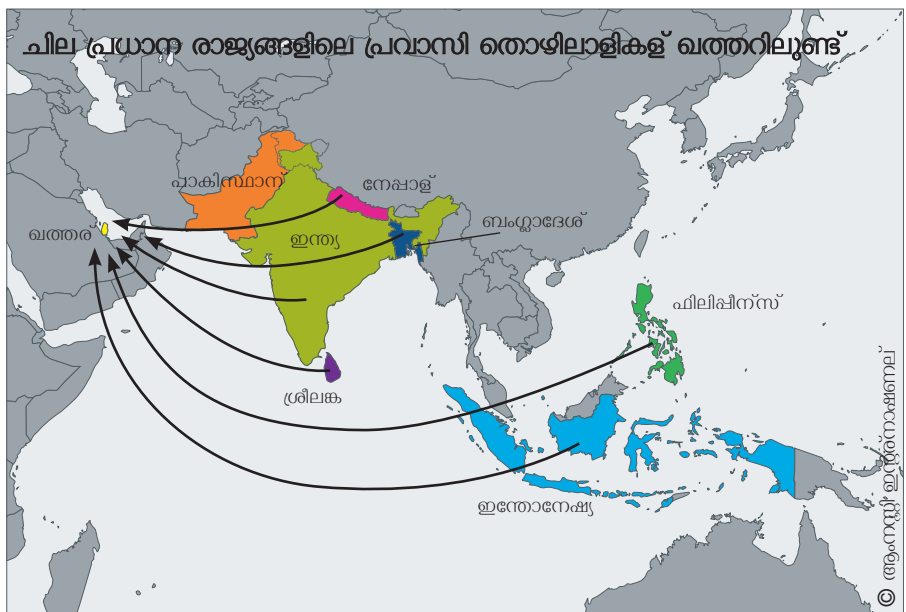 ചില പ്രധാന രാജ്യങ്ങളിലെ പ്രവാസി തൊഴിലാളികള് ഖത്തറിലുണ്ട്
പാകിസ്ഥാന്
നേപ്പാള്
ബംഗ്ലാദേശ്
ഖത്തര്
ഇന്ത്യ
ഫിലിപ്പീന്സ്
ശ്രീലങ്ക
ഇന്തോനേഷ്യ
© ആംനസ്റ്റി ഇന്റര്നാഷണല്